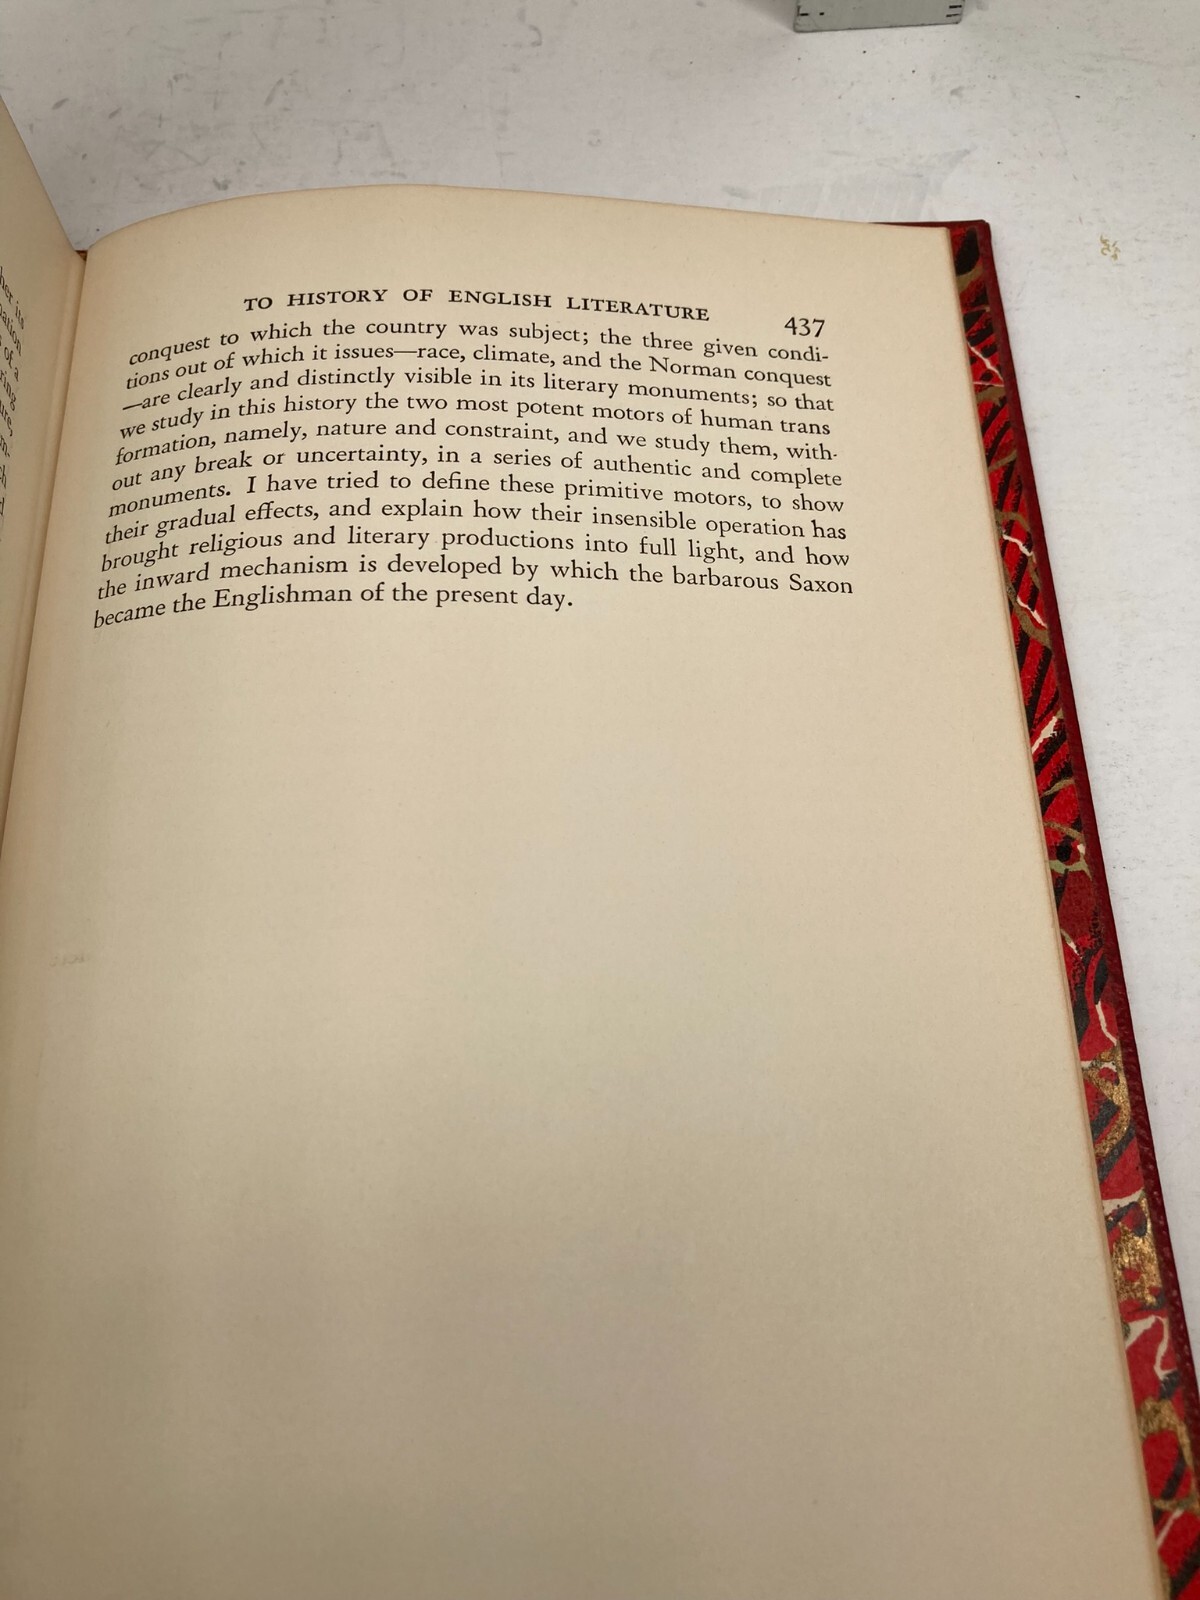 her its
of a
TO HISTORY OF ENGLISH LITERATURE 437
conquest to which the country was subject; the three given condi-
tions out of which it issues—race, climate, and the Norman conquest
—are clearly and distinctly visible in its literary monuments; so that
we study in this history the two most potent motors of human trans
formation, namely, nature and constraint, and we study them, with-
out any break or uncertainty, in a series of authentic and complete
monuments. I have tried to define these primitive motors, to show
their gradual effects, and explain how their insensible operation has
brought religious and literary productions into full light, and how
the inward mechanism is developed by which the barbarous Saxon
became the Englishman of the present day.